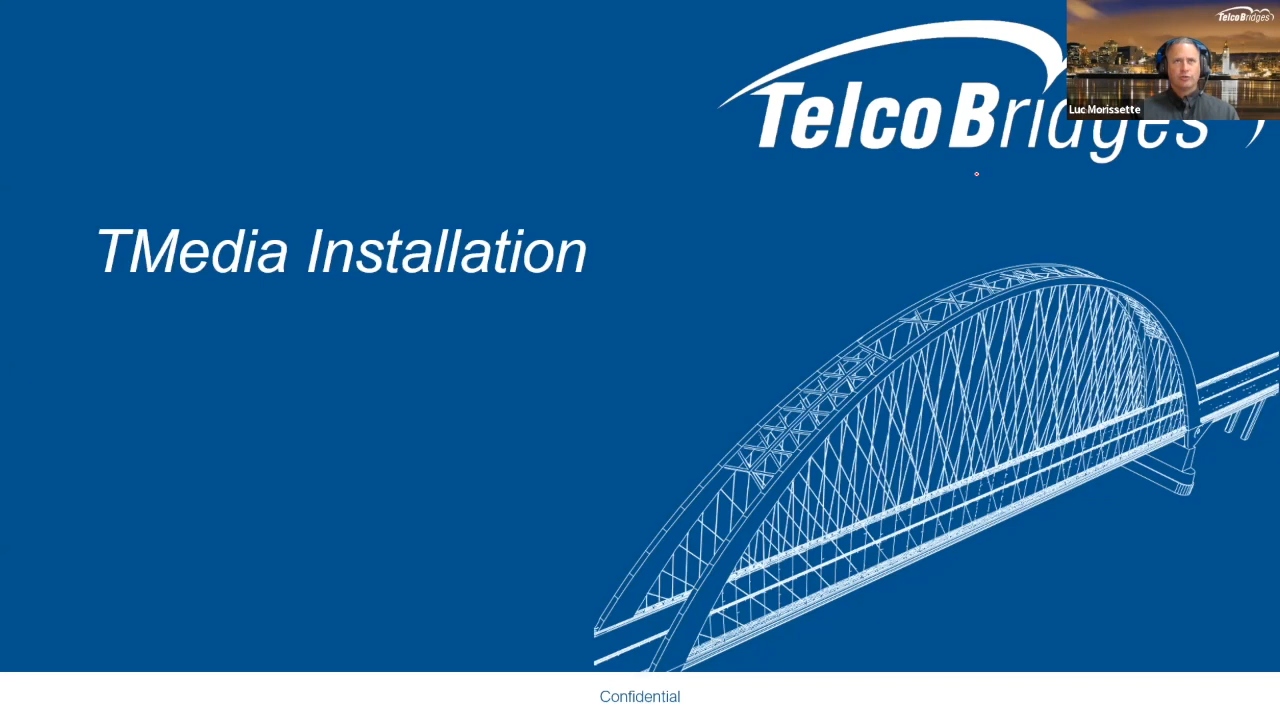 TelcoBridges
TelcoBridges
Luc Morissette
TMedia Installation
Confidential